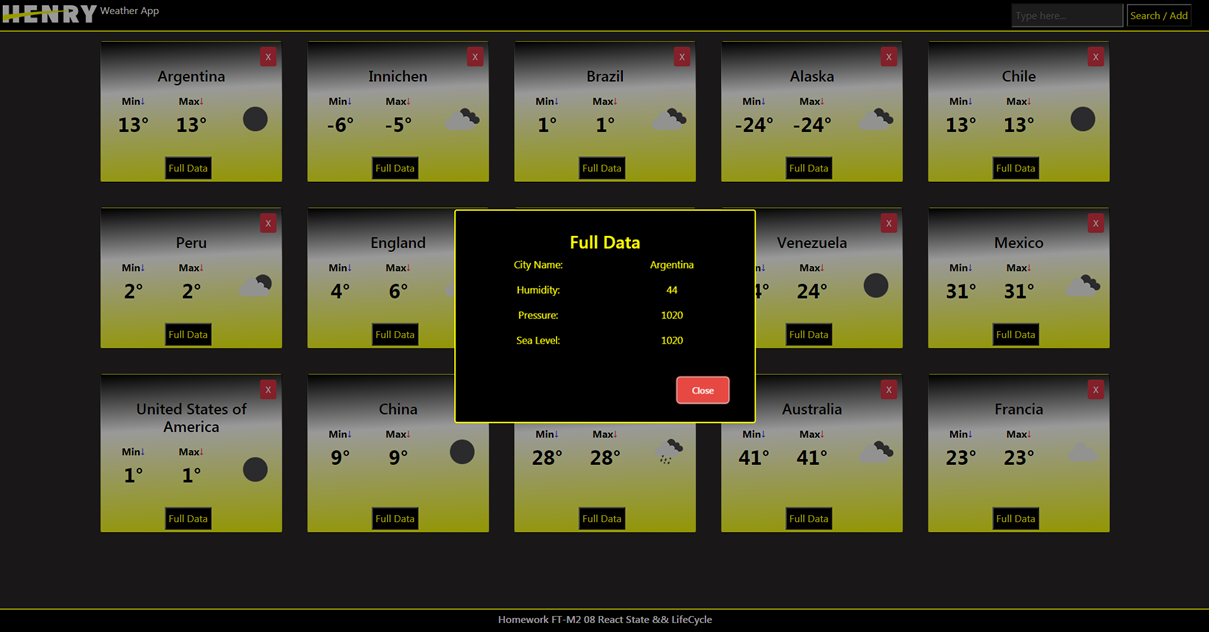 HENRY Weather App
Type here... Search / Add
X X X X X
Argentina Innichen Brazil Alaska Chile
Min↓ Max↓ Min↓ Max↓ Min↓ Max↓ Min↓ Max↓ Min↓ Max↓
13° 13° -6° -5° 1° 1° -24° -24° 13° 13°
Full Data Full Data Full Data Full Data Full Data
X X X
Peru England Venezuela Mexico
Min↓ Max↓ Min↓ Max↓ Max↓ Min↓ Max↓
2° 2° 4° 6° 24° 31° 31°
Full Data Full Data Full Data Full Data
Full Data
City Name: Argentina
Humidity: 44
Pressure: 1020
Sea Level: 1020
Close
X X X
United States of
America
China Australia Francia
Min↓ Max↓ Min↓ Max↓ Min↓ Max↓ Min↓ Max↓ Min↓ Max↓
1° 1° 9° 9° 28° 28° 41° 41° 23° 23°
Full Data Full Data Full Data Full Data Full Data
Homework FT-M2 08 React State && LifeCycle